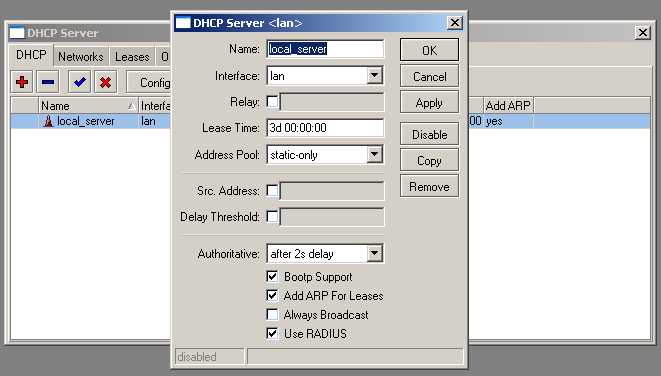 DHCP Server
DHCP Networks Leases O
Config
Name Interfa 00 Add ARP
local_server lan 00 yes
DHCP Server <lan>
Name: local_server
Interface: lan
Relay:
Lease Time: 3d 00:00:00
Address Pool: static-only
Src. Address:
Delay Threshold:
Authoritative: after 2s delay
Bootp Support
Add ARP For Leases
Always Broadcast
Use RADIUS
OK
Cancel
Apply
Disable
Copy
Remove
disabled